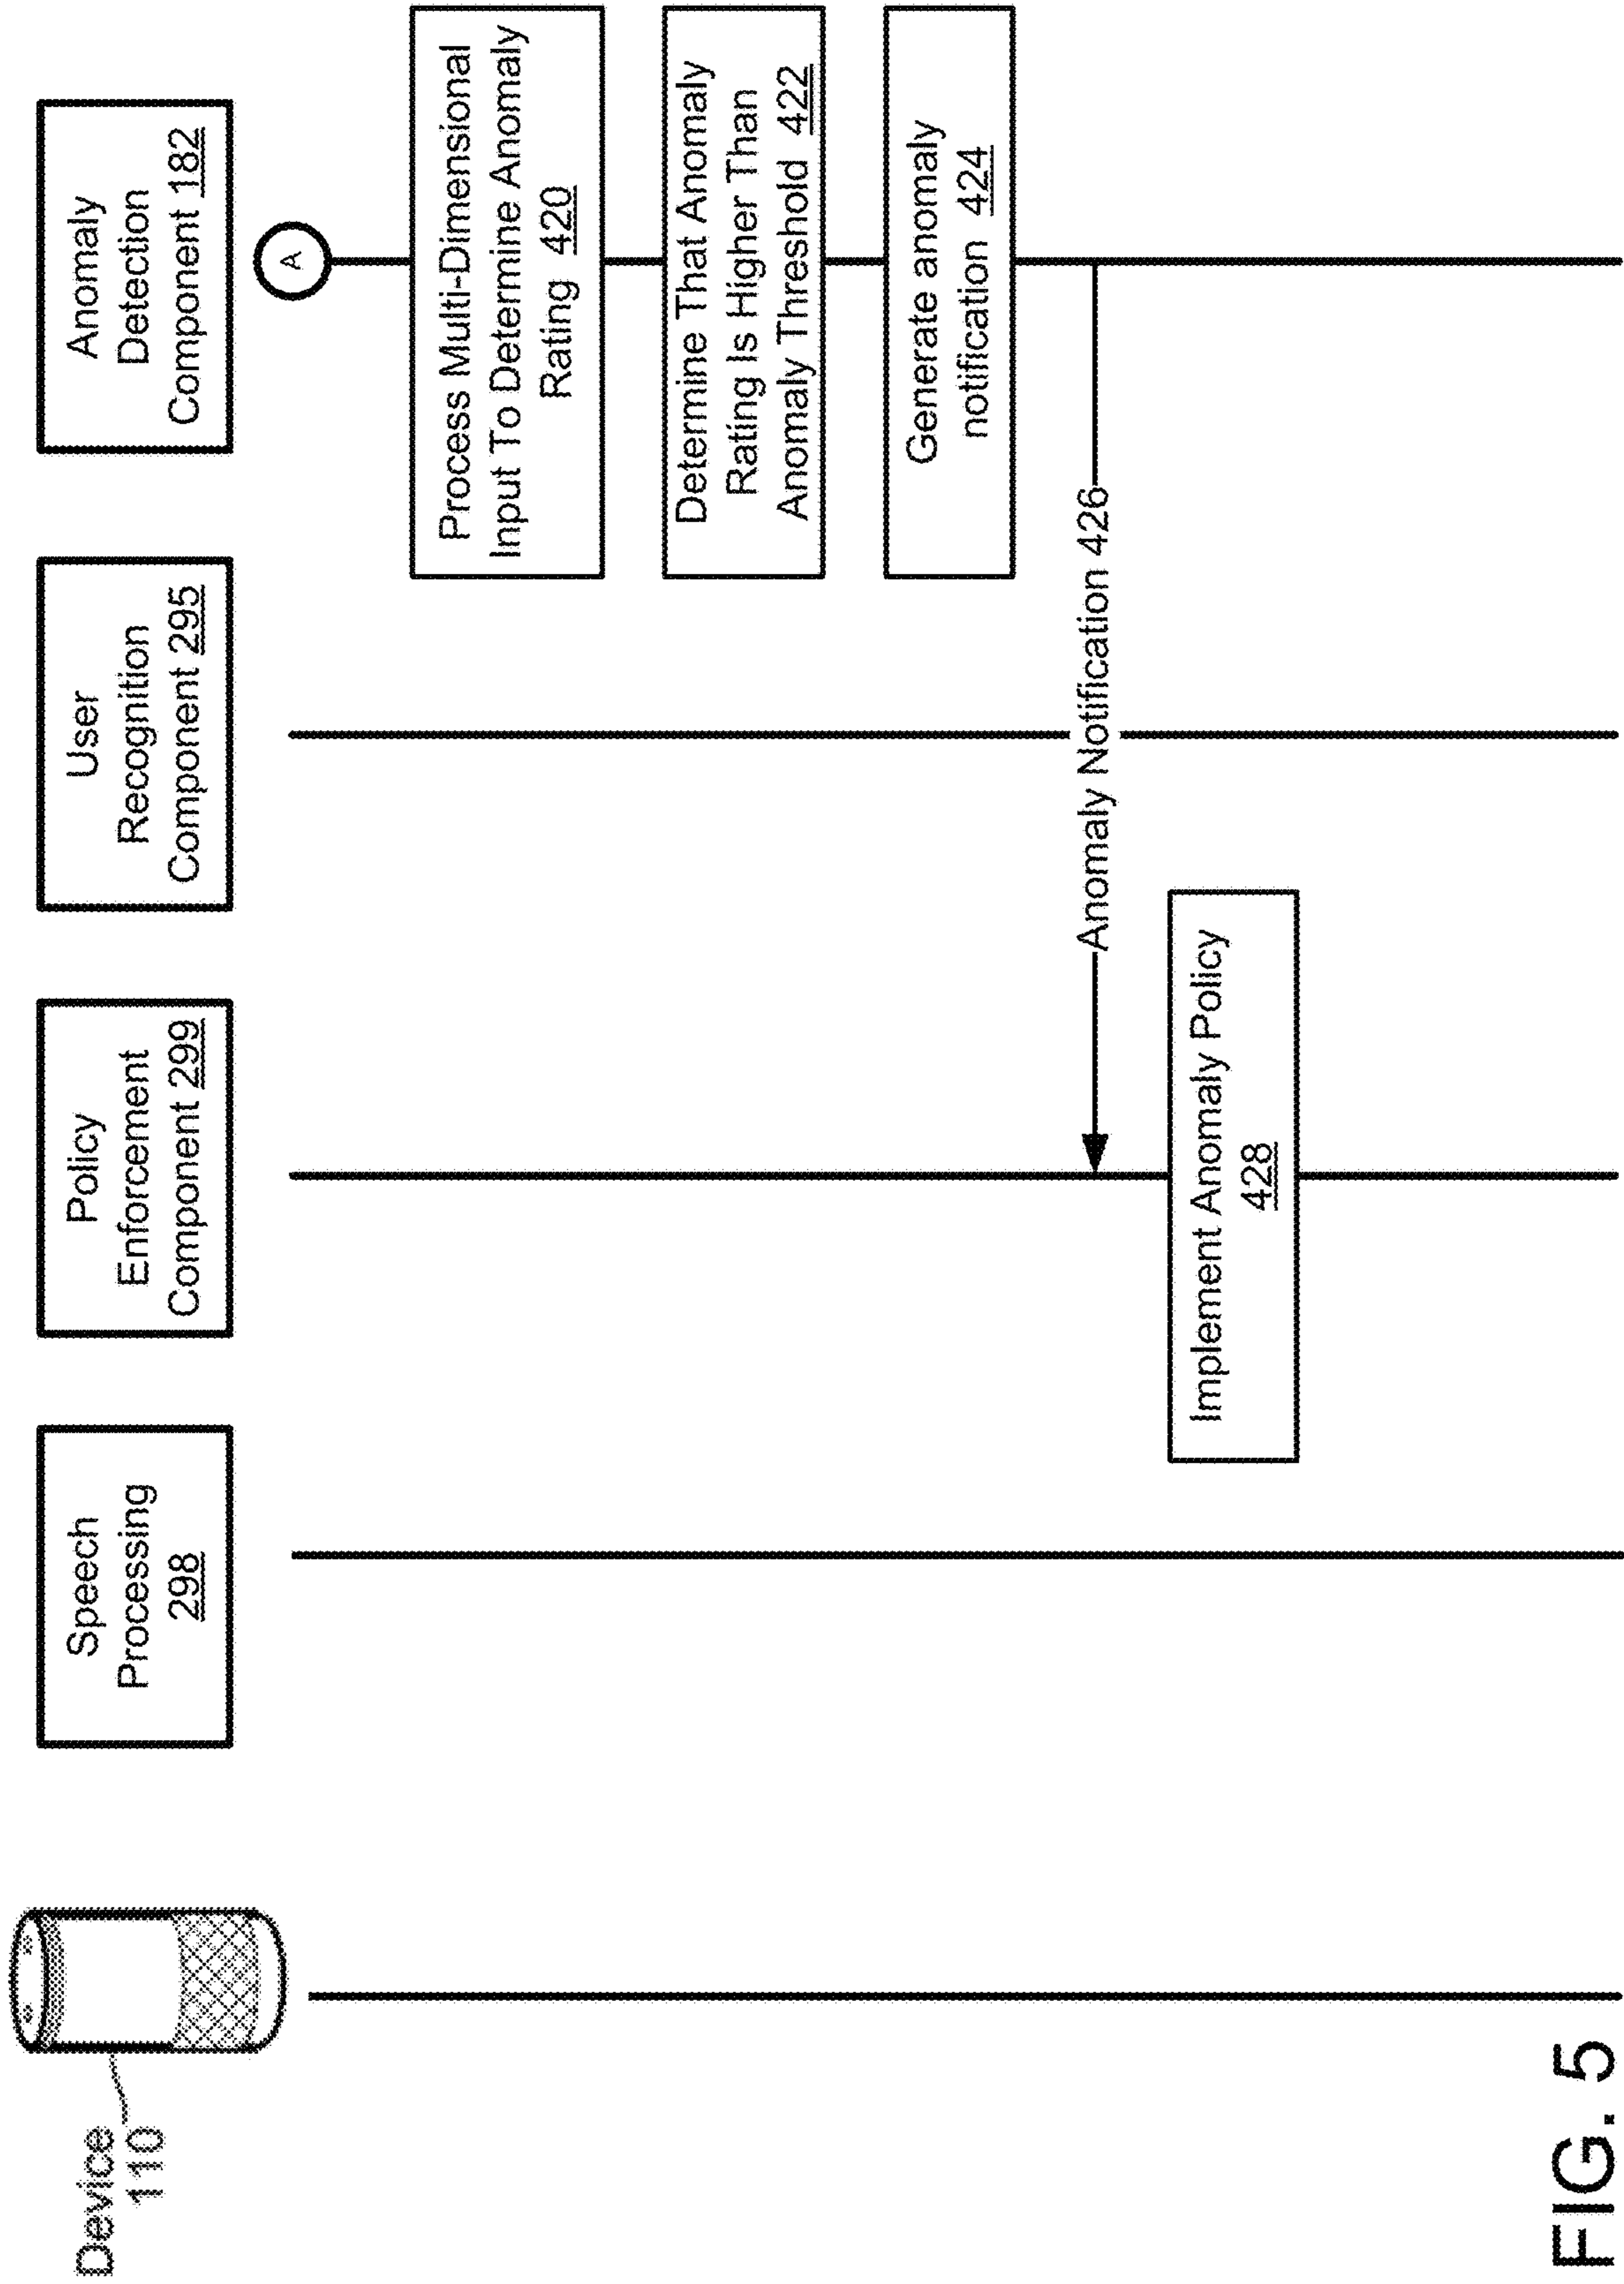 Device
110
Speech
Processing
298
Policy
Enforcement
Component 299
User
Recognition
Component 295
Anomaly
Detection
Component 182
A
Process Multi-Dimensional
Input To Determine Anomaly
Rating 420
Determine That Anomaly
Rating Is Higher Than
Anomaly Threshold 422
Generate anomaly
notification 424
Anomaly Notification 426
Implement Anomaly Policy
428
FIG. 5